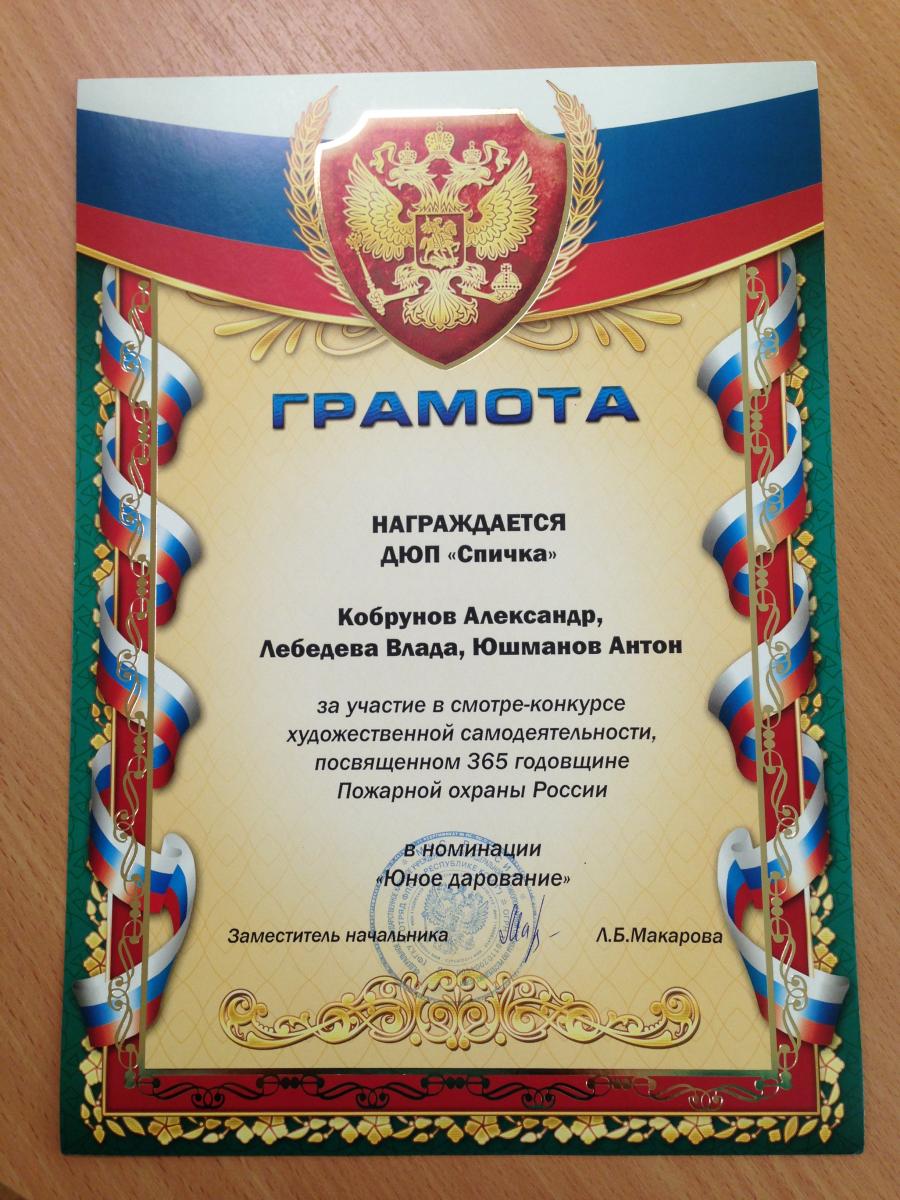 ГРАМОТА
НАГРАЖДАЕТСЯ
ДЮП «Спичка»
Кобрунов Александр,
Лебедева Влада, Юшманов Антон
за участие в смотре-конкурсе
художественной самодеятельности,
посвященном 365 годовщине
Пожарной охраны России
в номинации
«Юное дарование»
Заместитель начальника Л.Б.Макарова